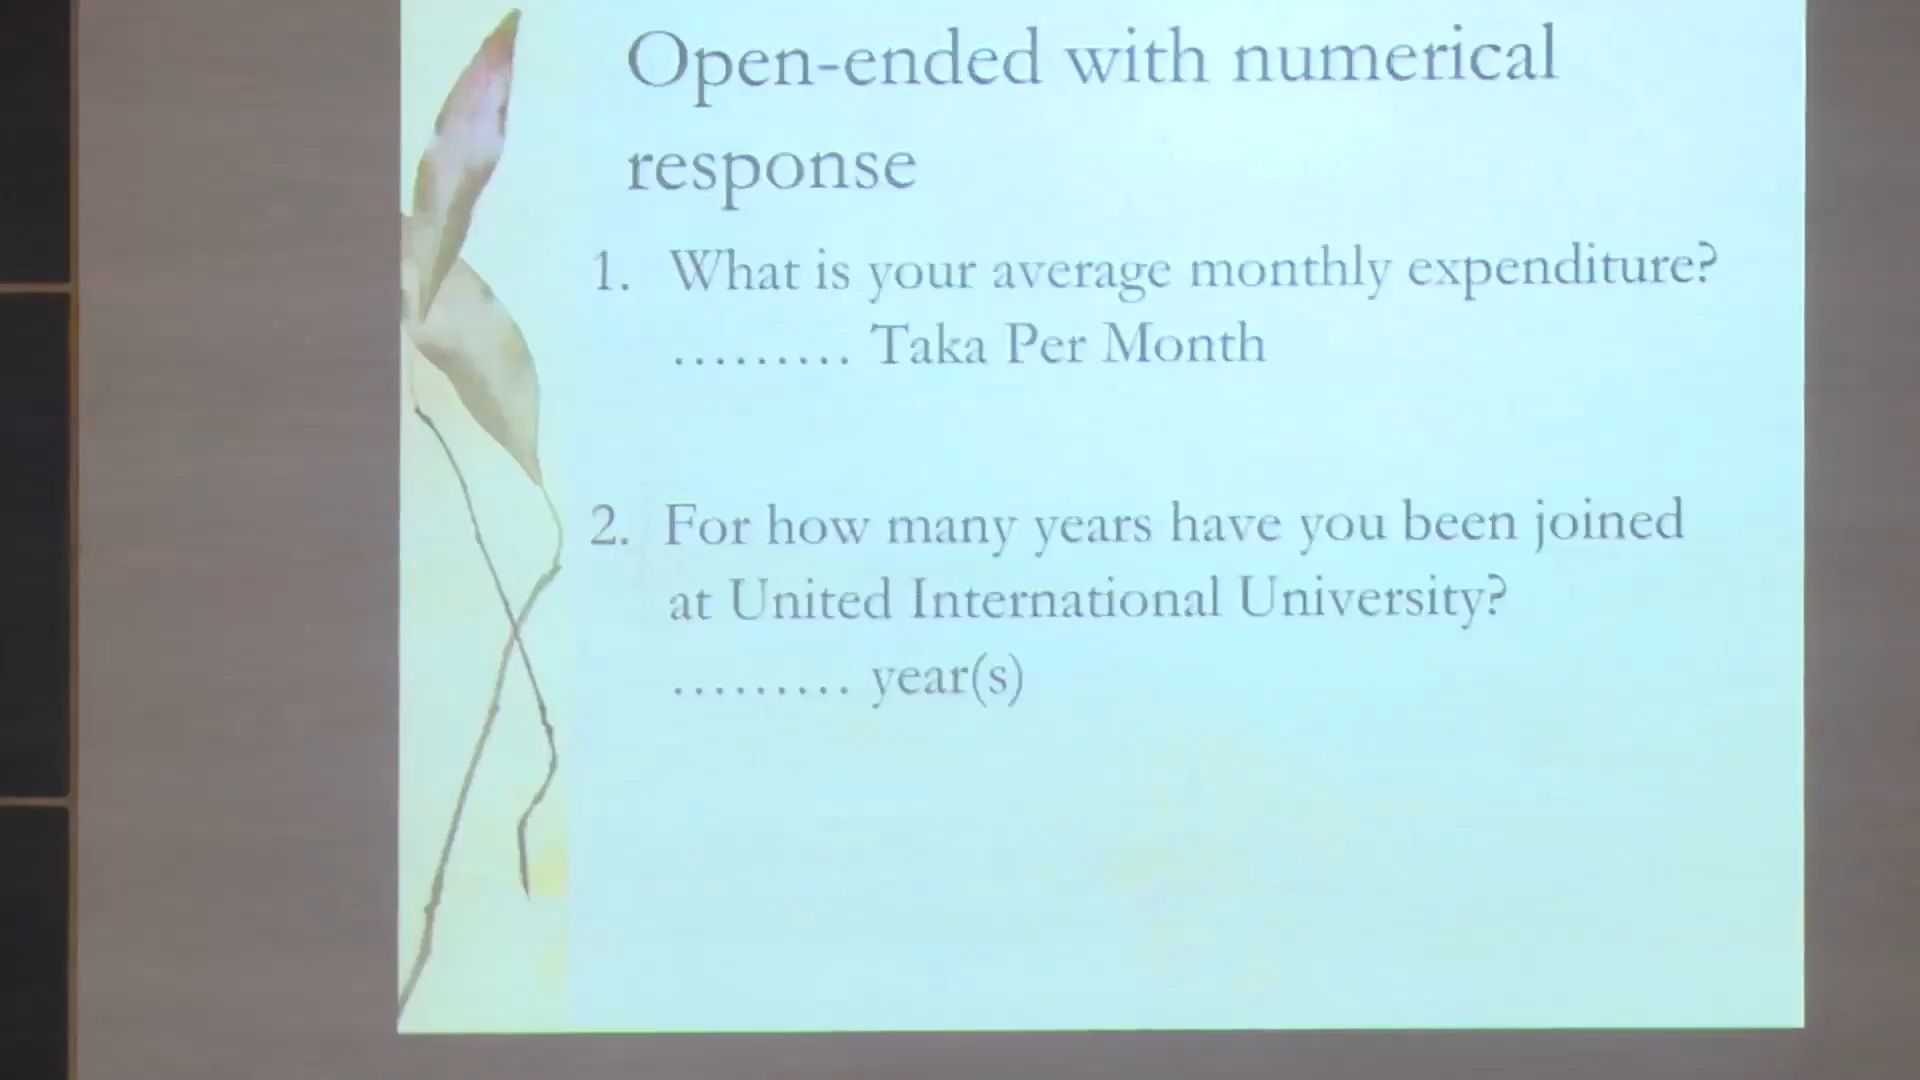 Open-ended with numerical
response
1. What is your average monthly expenditure?
……… Taka Per Month
2. For how many years have you been joined
at United International University?
……… year(s)